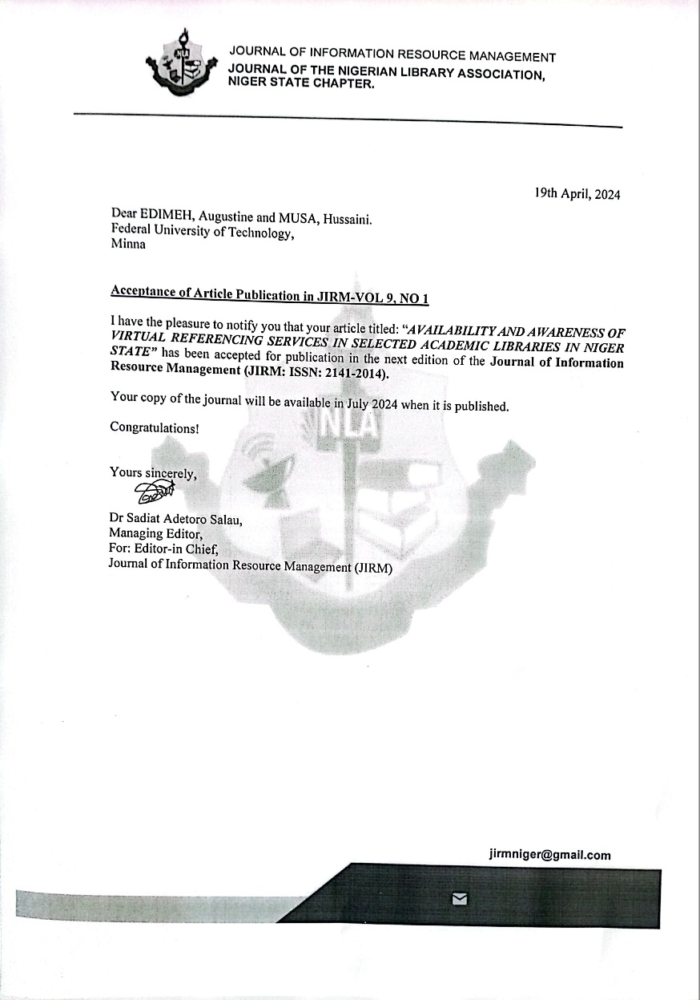 NLA
JOURNAL OF INFORMATION RESOURCE MANAGEMENT
JOURNAL OF THE NIGERIAN LIBRARY ASSOCIATION,
NIGER STATE CHAPTER.
19th April, 2024
Dear EDIMEH, Augustine and MUSA, Hussaini.
Federal University of Technology,
Minna
Acceptance of Article Publication in JIRM-VOL 9, NO 1
I have the pleasure to notify you that your article titled: “AVAILABILITY AND AWARENESS OF
VIRTUAL REFERENCING SERVICES IN SELECTED ACADEMIC LIBRARIES IN NIGER
STATE” has been accepted for publication in the next edition of the Journal of Information
Resource Management (JIRM: ISSN: 2141-2014).
Your copy of the journal will be available in July 2024 when it is published.
NLA
Congratulations!
Yours sincerely,
Dr Sadiat Adetoro Salau,
Managing Editor,
For: Editor-in Chief,
Journal of Information Resource Management (JIRM)
jirmniger@gmail.com